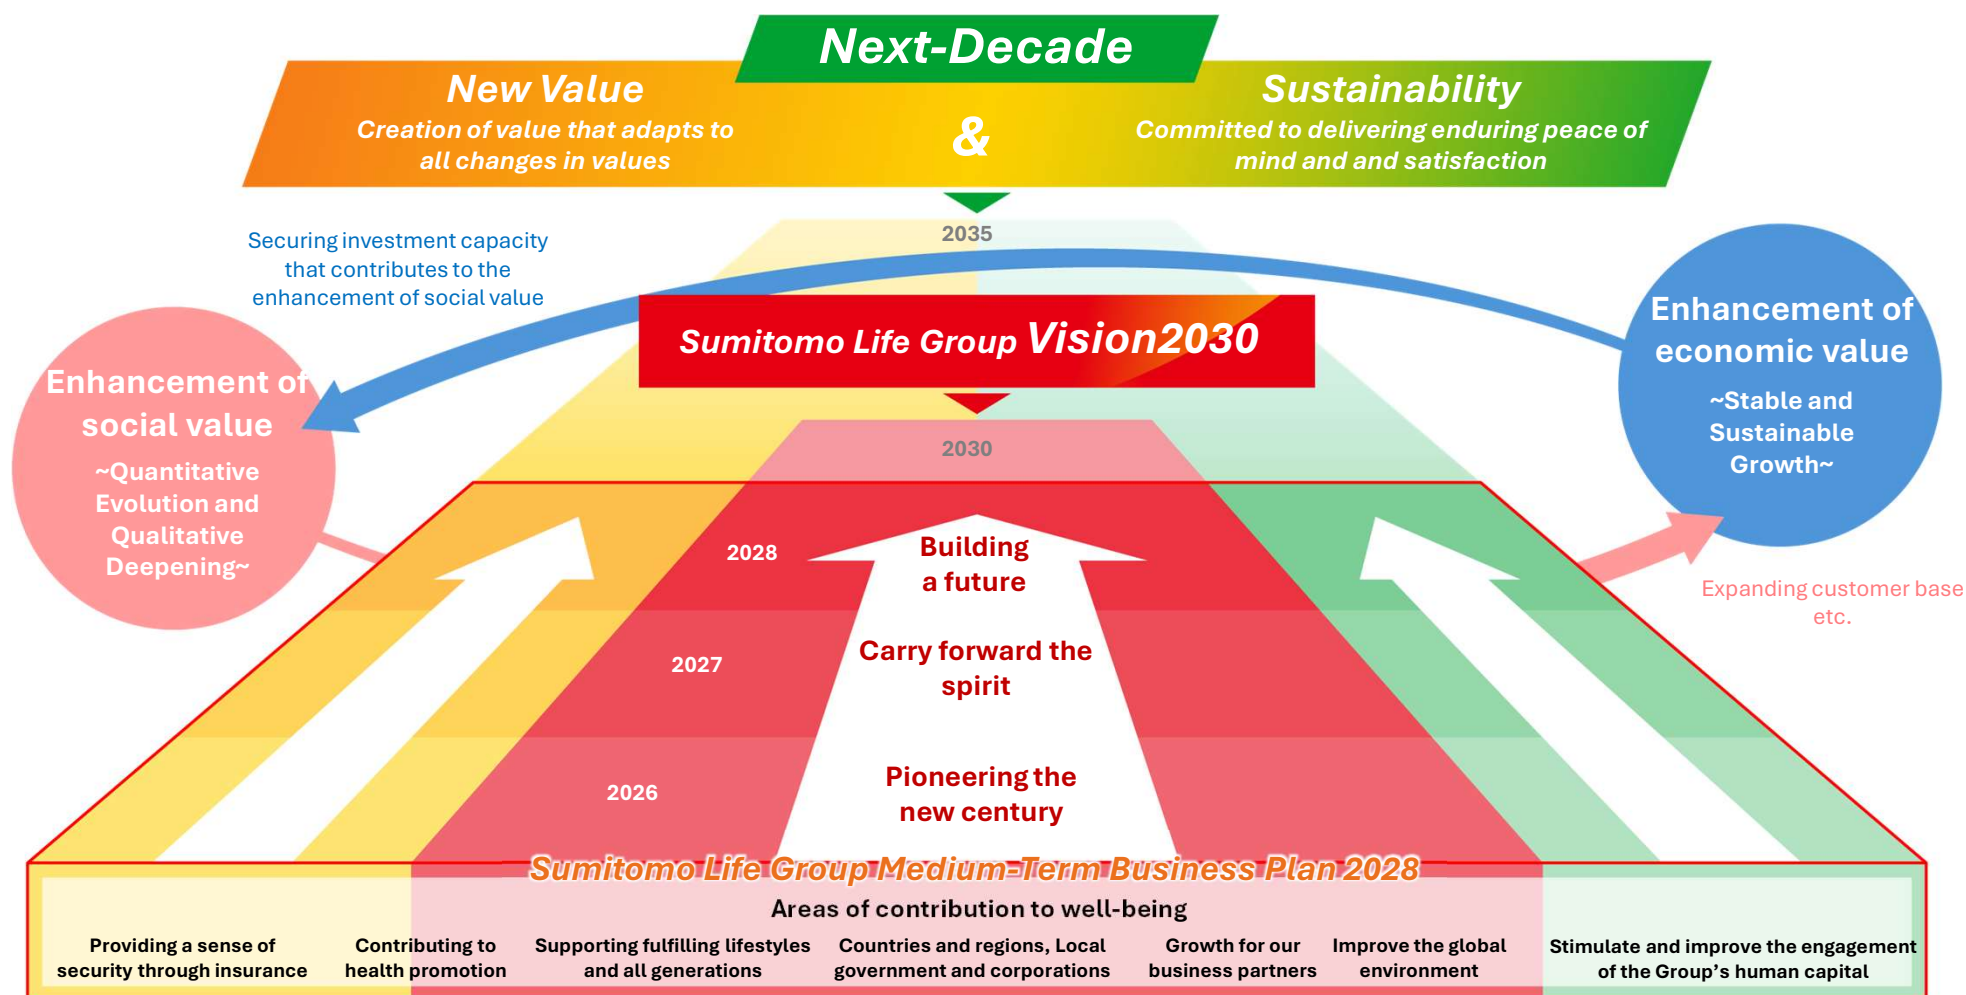 Next-Decade
New Value
Creation of value that adapts to
all changes in values
&
Sustainability
Committed to delivering enduring peace of
mind and and satisfaction
2035
Securing investment capacity
that contributes to the
enhancement of social value
Sumitomo Life Group Vision2030
Enhancement of
social value
~Quantitative
Evolution and
Qualitative
Deepening~
Enhancement of
economic value
~Stable and
Sustainable
Growth~
Expanding customer base
etc.
2030
2028
Building
a future
2027
Carry forward the
spirit
2026
Pioneering the
new century
Sumitomo Life Group Medium-Term Business Plan 2028
Areas of contribution to well-being
Providing a sense of
security through insurance
Contributing to
health promotion
Supporting fulfilling lifestyles
and all generations
Countries and regions, Local
government and corporations
Growth for our
business partners
Improve the global
environment
Stimulate and improve the engagement
of the Group's human capital